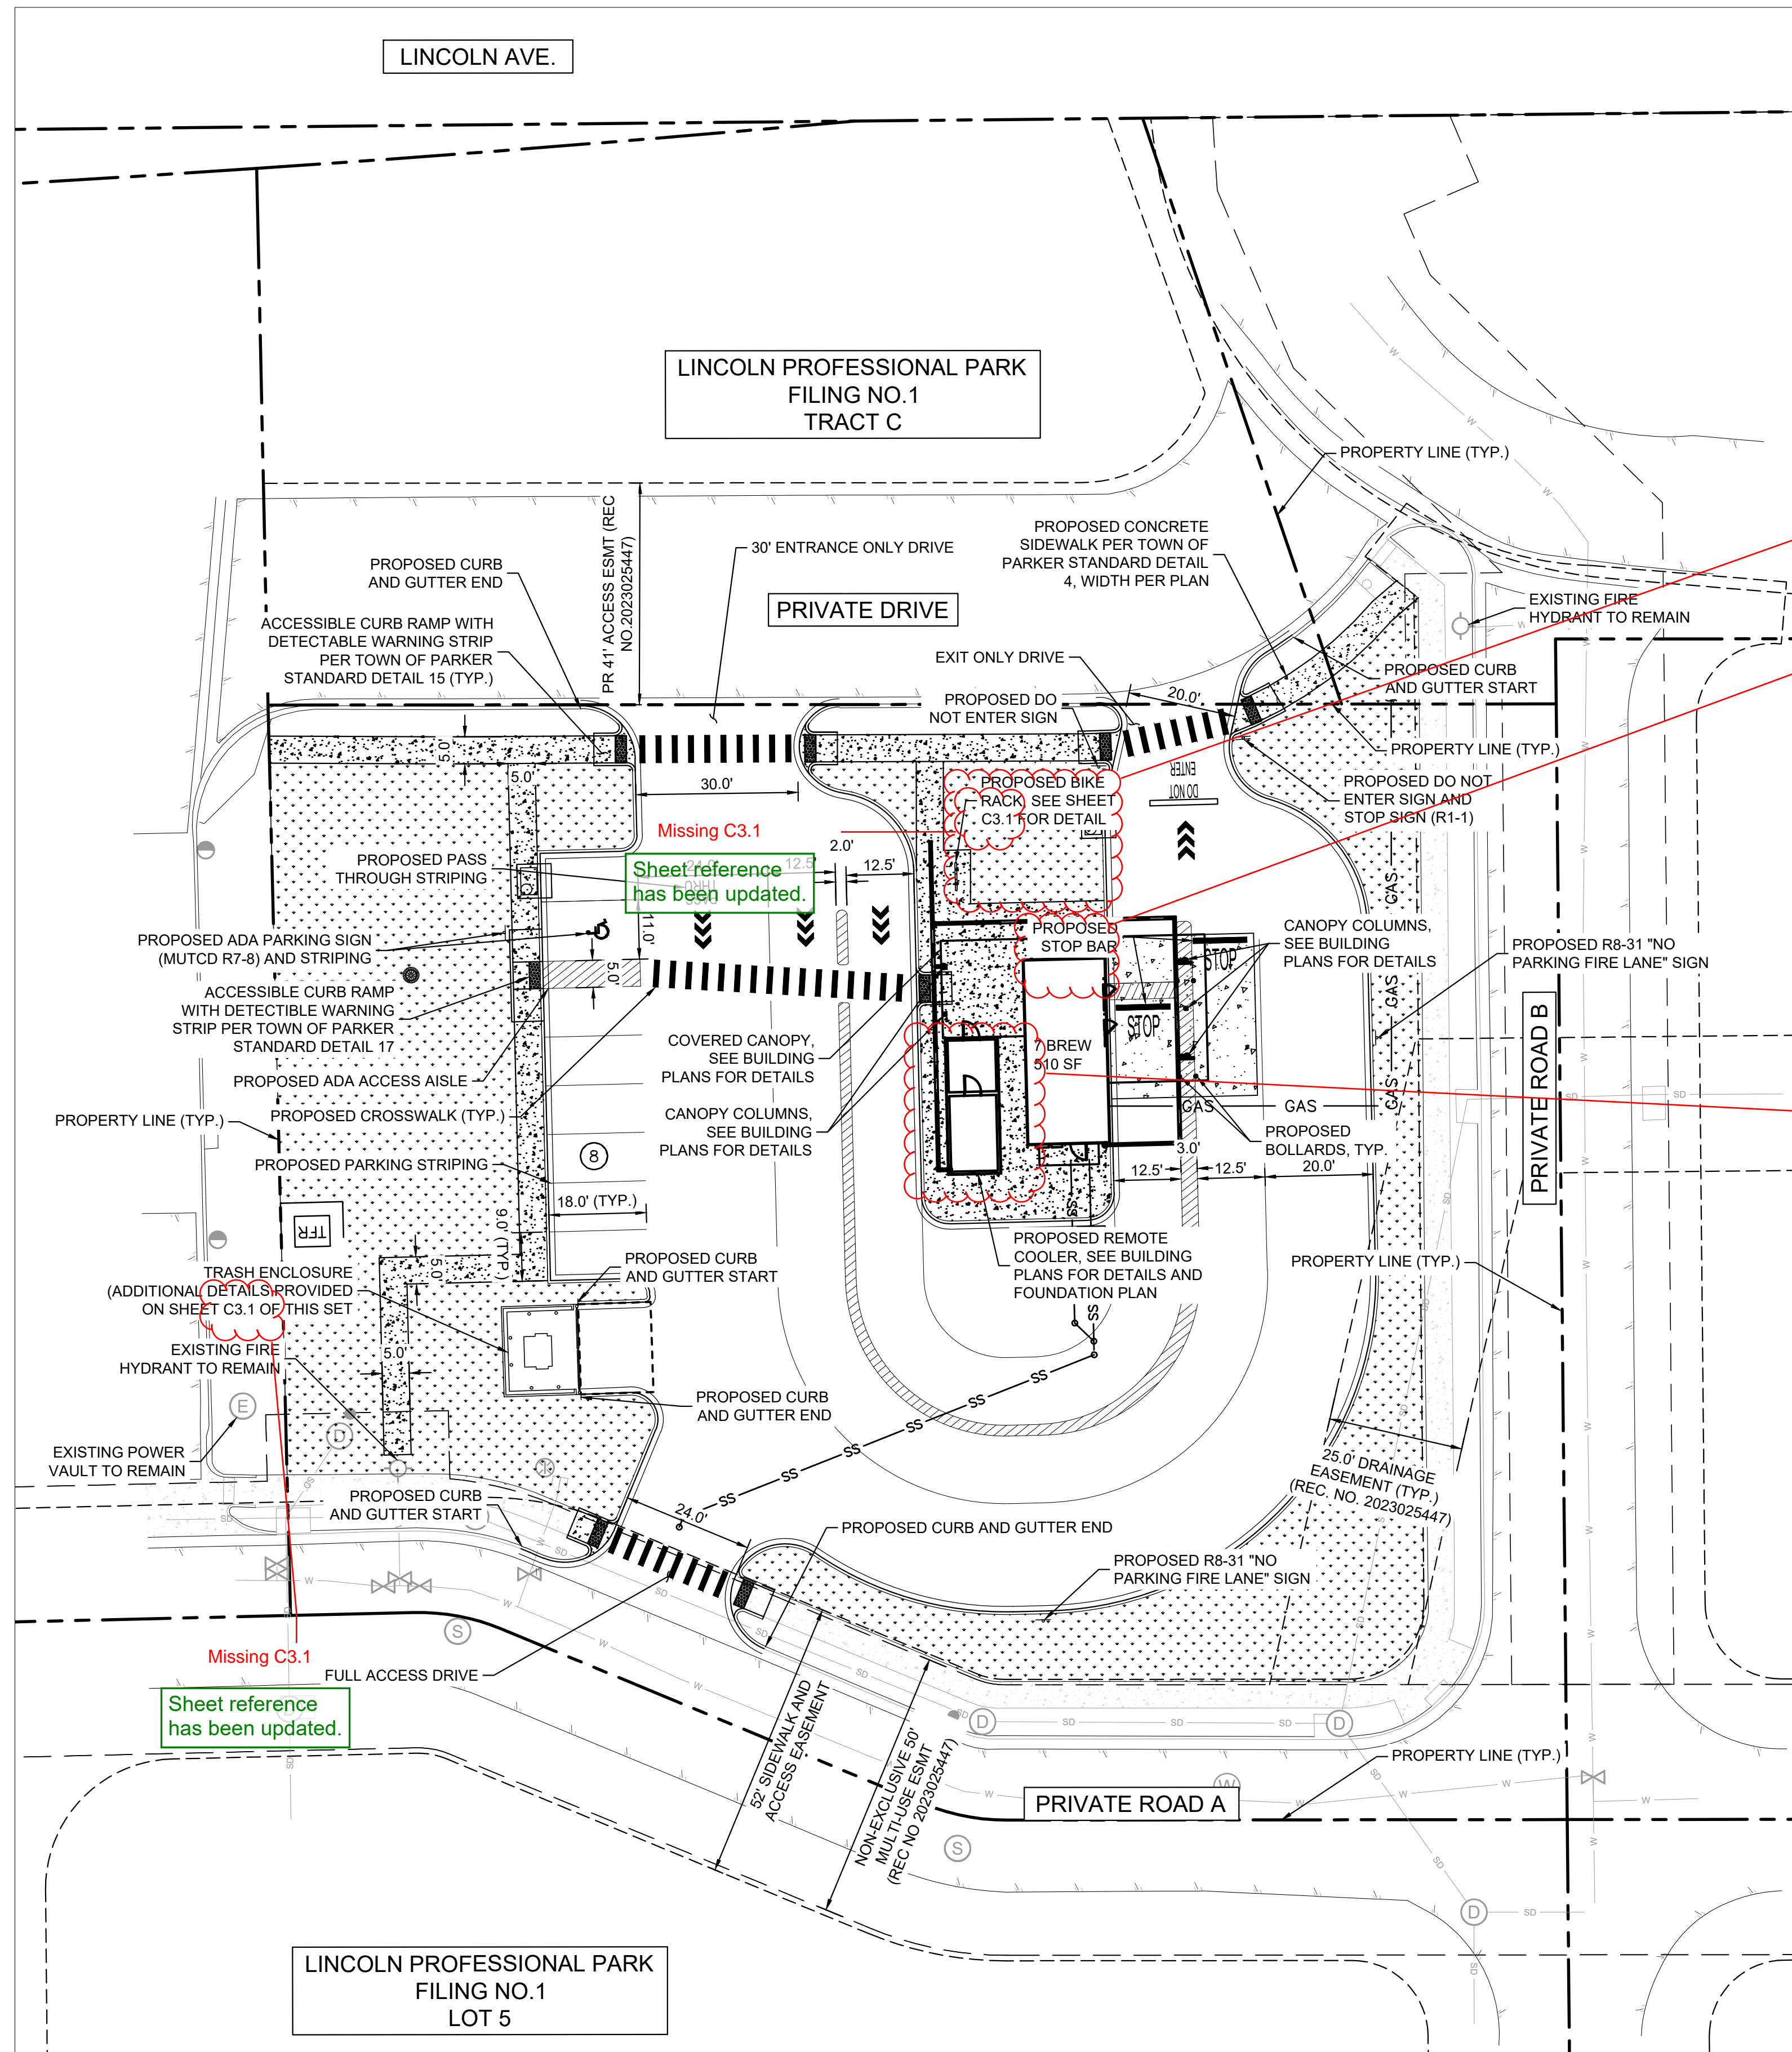 LINCOLN AVE.
LINCOLN PROFESSIONAL PARK
FILING NO.1
TRACT C
PROPERTY LINE (TYP.)
PR 41' ACCESS ESMT (REC
NO.2023025447)
30' ENTRANCE ONLY DRIVE
PROPOSED CONCRETE
SIDEWALK PER TOWN OF
PARKER STANDARD DETAIL
4, WIDTH PER PLAN
PROPOSED CURB
AND GUTTER END
PRIVATE DRIVE
EXISTING FIRE
HYDRANT TO REMAIN
ACCESSIBLE CURB RAMP WITH
DETECTABLE WARNING STRIP
PER TOWN OF PARKER
STANDARD DETAIL 15 (TYP.)
EXIT ONLY DRIVE
PROPOSED CURB
AND GUTTER START
PROPOSED DO
NOT ENTER SIGN
20.0'
PROPERTY LINE (TYP.)
5.0'
5.0'
30.0'
PROPOSED BIKE
RACK, SEE SHEET
C3.1 FOR DETAIL
DO NOT
ENTER
PROPOSED DO NOT
ENTER SIGN AND
STOP SIGN (R1-1)
Missing C3.1
2.0'
12.5'
12.5'
24.0'
THRU
PASS
Sheet reference
has been updated.
PROPOSED PASS
THROUGH STRIPING
11.0'
PROPOSED ADA PARKING SIGN
(MUTCD R7-8) AND STRIPING
5.0'
PROPOSED
STOP BAR
STOP
STOP
CANOPY COLUMNS,
SEE BUILDING
PLANS FOR DETAILS
PROPOSED R8-31 "NO
PARKING FIRE LANE" SIGN
ACCESSIBLE CURB RAMP
WITH DETECTIBLE WARNING
STRIP PER TOWN OF PARKER
STANDARD DETAIL 17
COVERED CANOPY,
SEE BUILDING
PLANS FOR DETAILS
7 BREW
510 SF
PRIVATE ROAD B
PROPOSED ADA ACCESS AISLE
PROPERTY LINE (TYP.)
PROPOSED CROSSWALK (TYP.)
CANOPY COLUMNS,
SEE BUILDING
PLANS FOR DETAILS
GAS
GAS
GAS
GAS
GAS
PROPOSED
BOLLARDS, TYP.
PROPOSED PARKING STRIPING
8
18.0' (TYP.)
9.0' (TYP.)
3.0'
12.5'
12.5'
20.0'
TFR
PROPOSED REMOTE
COOLER, SEE BUILDING
PLANS FOR DETAILS AND
FOUNDATION PLAN
PROPOSED CURB
AND GUTTER START
PROPERTY LINE (TYP.)
TRASH ENCLOSURE
(ADDITIONAL DETAILS PROVIDED
ON SHEET C3.1 OF THIS SET
5.0'
EXISTING FIRE
HYDRANT TO REMAIN
5.0'
PROPOSED CURB
AND GUTTER END
SS
SS
SS
SS
SS
SS
SS
SS
SS
E
D
EXISTING POWER
VAULT TO REMAIN
25.0' DRAINAGE
EASEMENT (TYP.)
(REC. NO. 2023025447)
PROPOSED CURB
AND GUTTER START
24.0'
PROPOSED CURB AND GUTTER END
PROPOSED R8-31 "NO
PARKING FIRE LANE" SIGN
S
Missing C3.1
FULL ACCESS DRIVE
Sheet reference
has been updated.
52' SIDEWALK AND
ACCESS EASEMENT
NON-EXCLUSIVE 50'
MULTI-USE ESMT
(REC NO 2023025447)
D
D
PROPERTY LINE (TYP.)
PRIVATE ROAD A
W
S
D
SD
LINCOLN PROFESSIONAL PARK
FILING NO.1
LOT 5